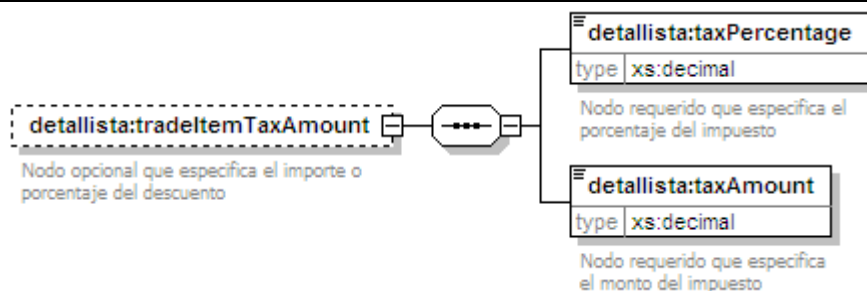 detallista:tradeItemTaxAmount
Nodo opcional que especifica el importe o
porcentaje del descuento
detallista:taxPercentage
type xs:decimal
Nodo requerido que especifica el
porcentaje del impuesto
detallista:taxAmount
type xs:decimal
Nodo requerido que especifica
el monto del impuesto